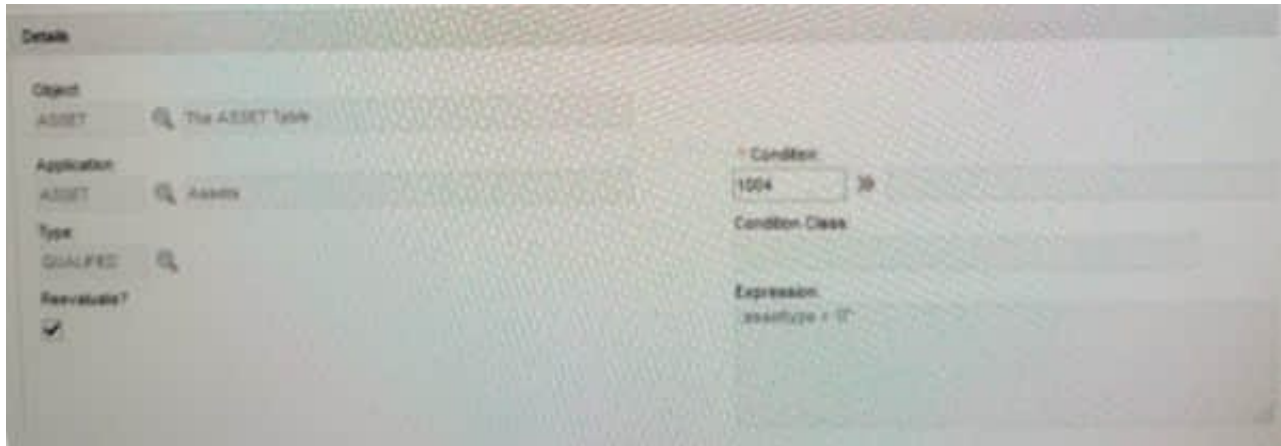 Details
Object
ASSET The ASSET Table
Application
ASSET Assets
Type
QUALIFIED
Reevaluate?
* Condition
1004
Condition Class
Expression